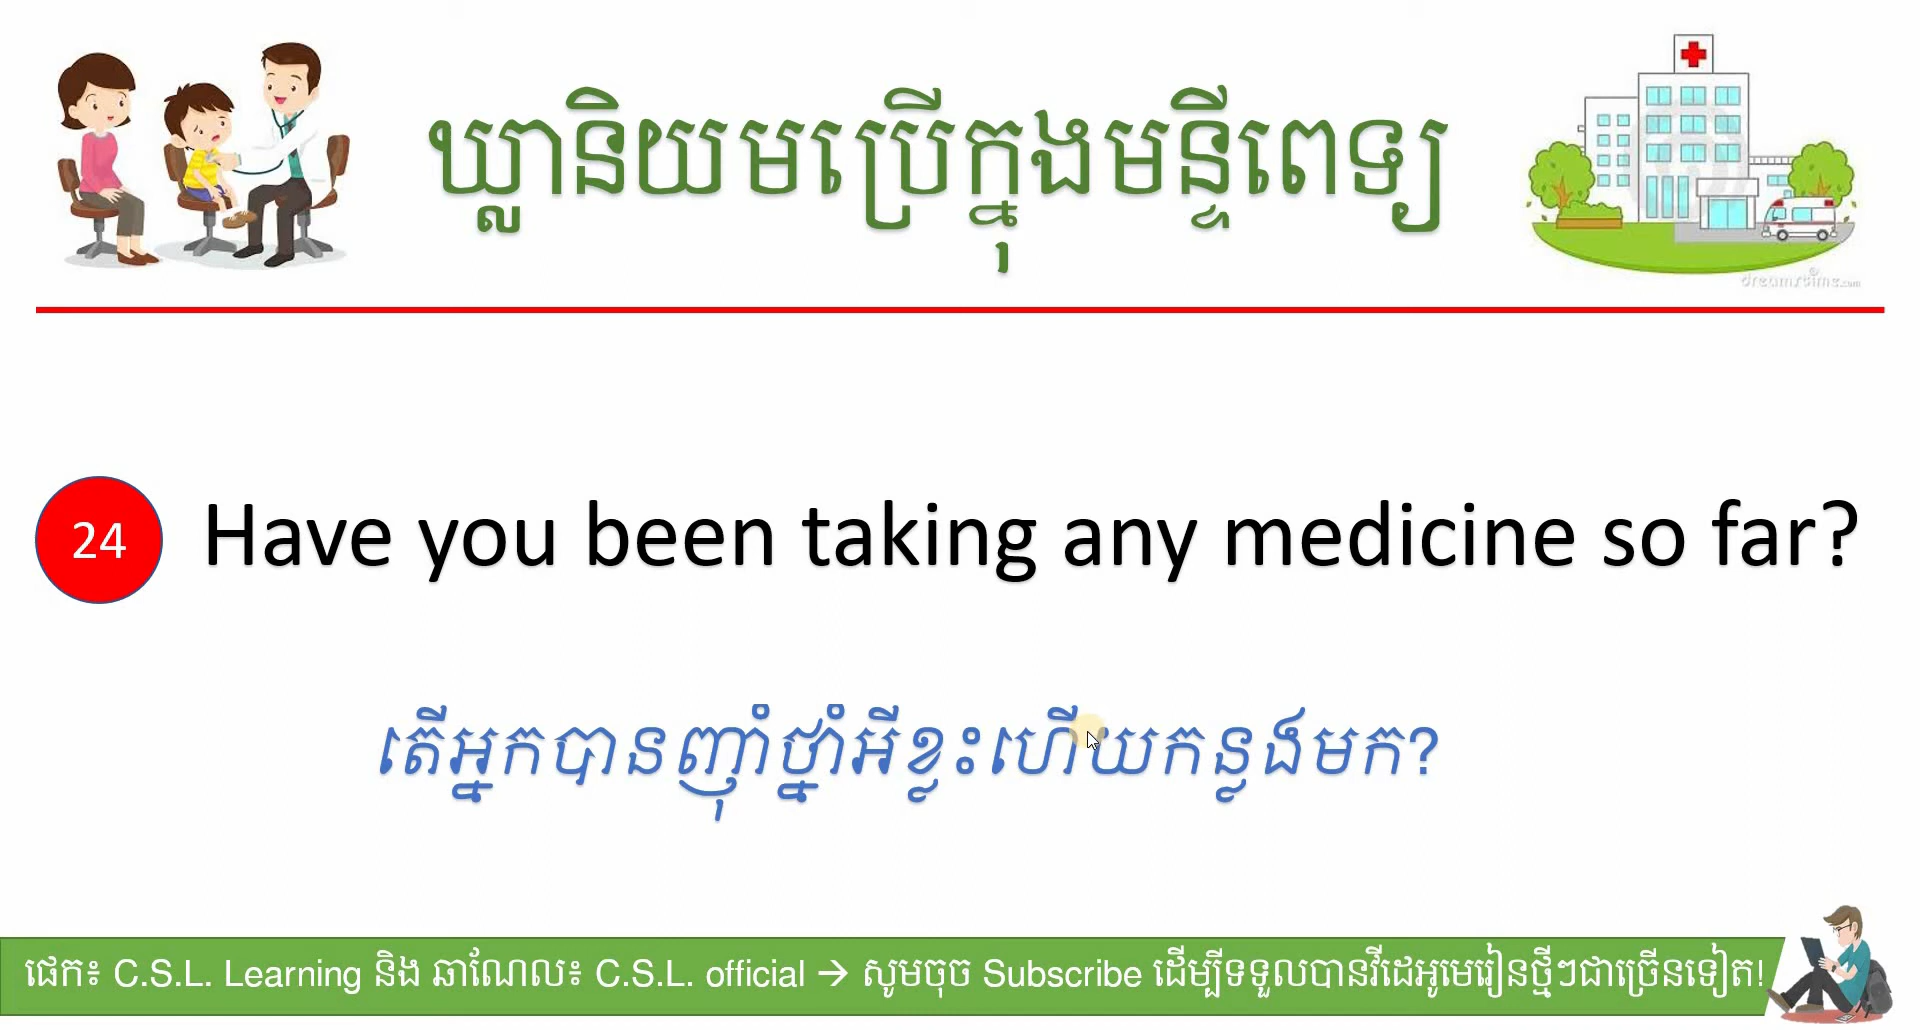 ឃ្លានិយមប្រើក្នុងមន្ទីពេទ្យ
dreamstime.com
24 Have you been taking any medicine so far?
តើអ្នកបានញ៉ាំថ្នាំអីខ្លះហើយកន្លងមក?
ផេក៖ C.S.L. Learning និង ឆាណែល៖ C.S.L. official → សូមចុច Subscribe ដើម្បីទទួលបានវីដេអូមេរៀនថ្មីៗជាច្រើនទៀត!